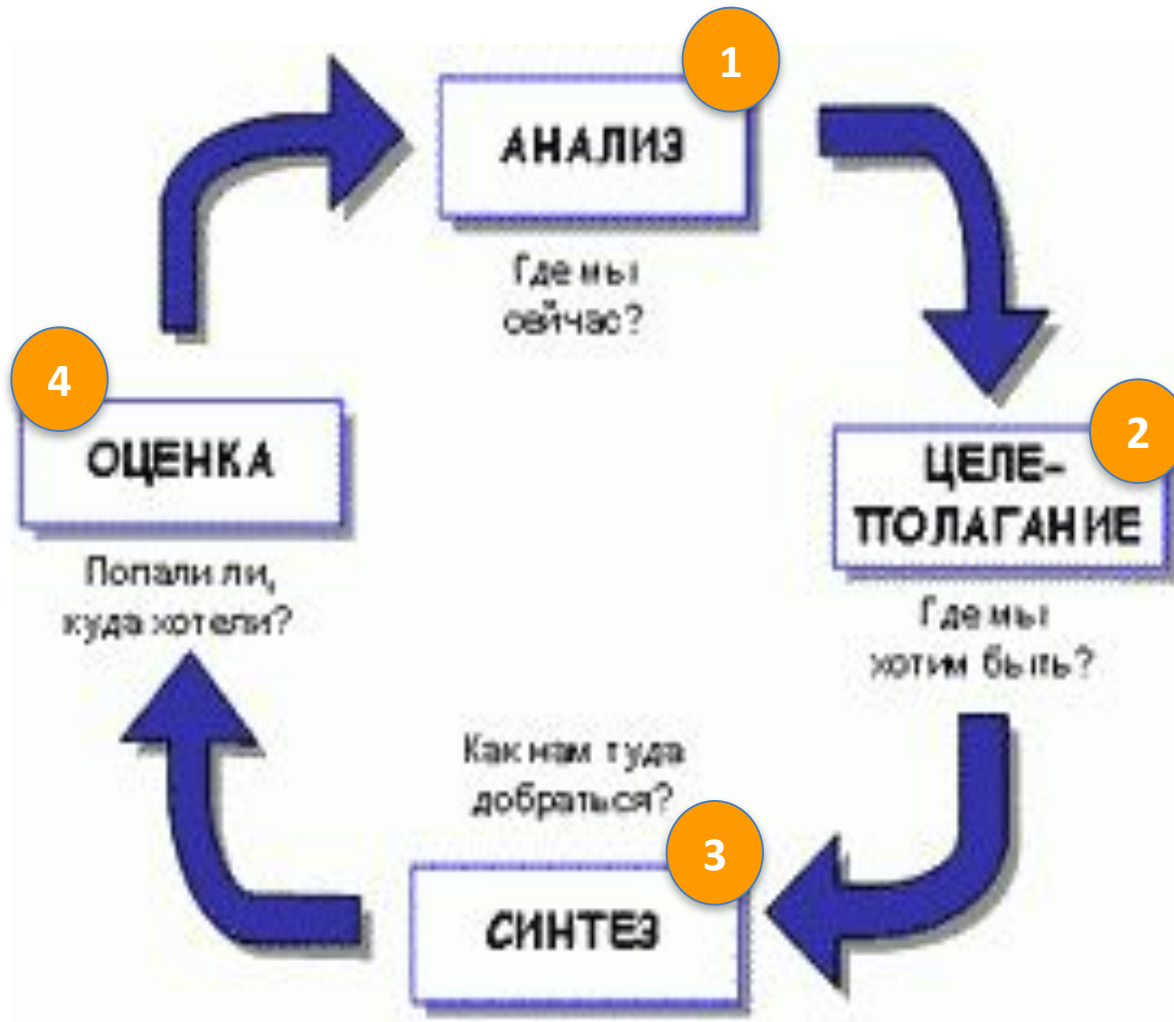 1
АНАЛИЗ
Где мы
сейчас?
2
ЦЕЛЕ-
ПОЛАГАНИЕ
Где мы
хотим быть?
Как нам туда
добраться?
3
СИНТЕЗ
4
ОЦЕНКА
Попали ли,
куда хотели?